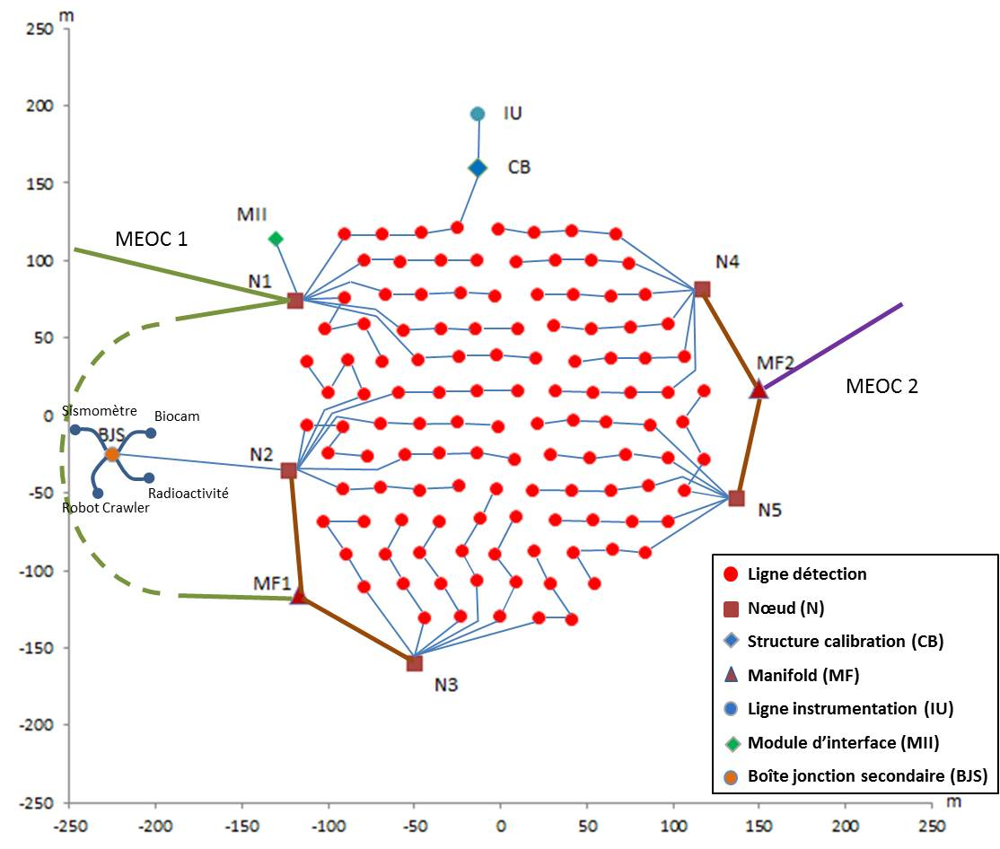 m
250
200
IU
CB
150
MII
MEOC 1
100
N4
N1
50
MF2
MEOC 2
0
Sismomètre
Biocam
BJS
N2
-50
Radioactivité
Robot Crawler
N5
-100
MF1
-150
N3
-200
-250
Ligne détection
Nœud (N)
Structure calibration (CB)
Manifold (MF)
Ligne instrumentation (IU)
Module d'interface (MII)
Boîte jonction secondaire (BJS)
m
-250 -200 -150 -100 -50 0 50 100 150 200 250